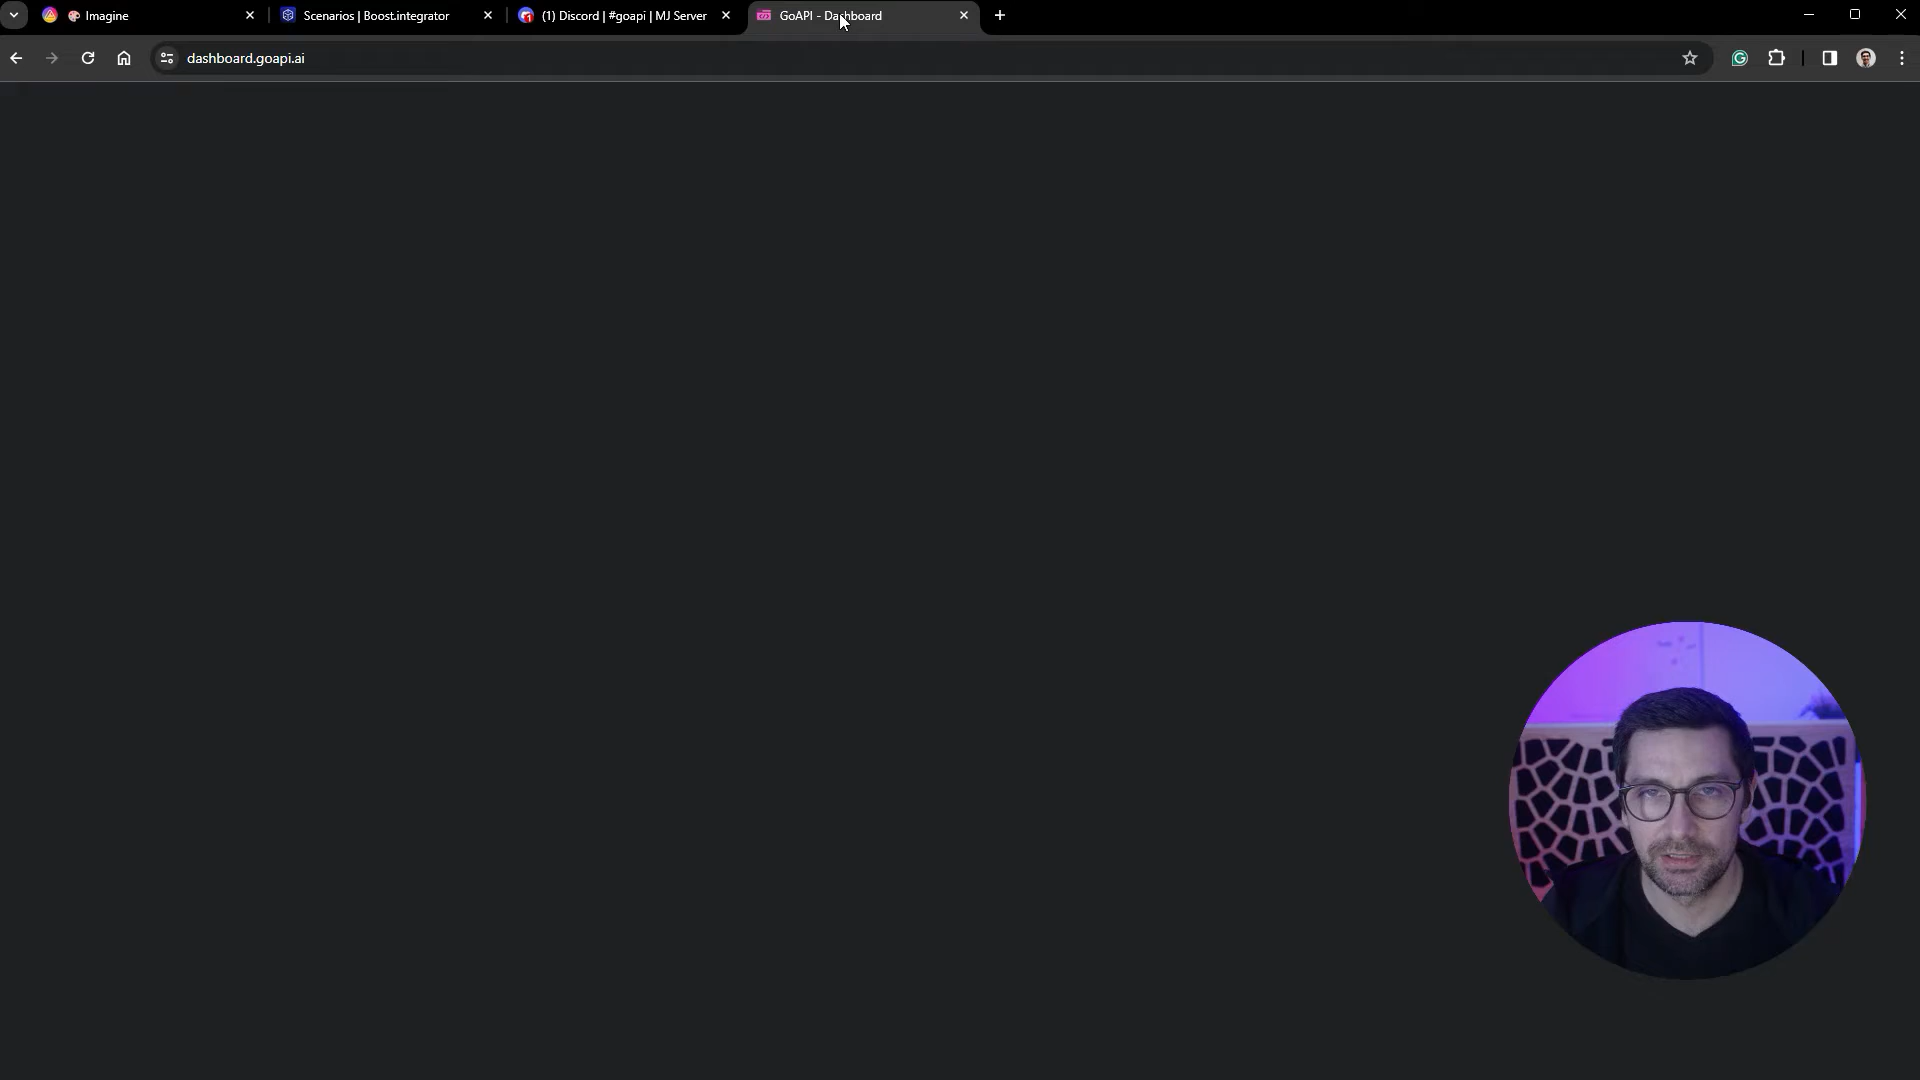 Imagine
Scenarios | Boost.integrator
(1) Discord | #goapi | MJ Server
GoAPI - Dashboard
dashboard.goapi.ai